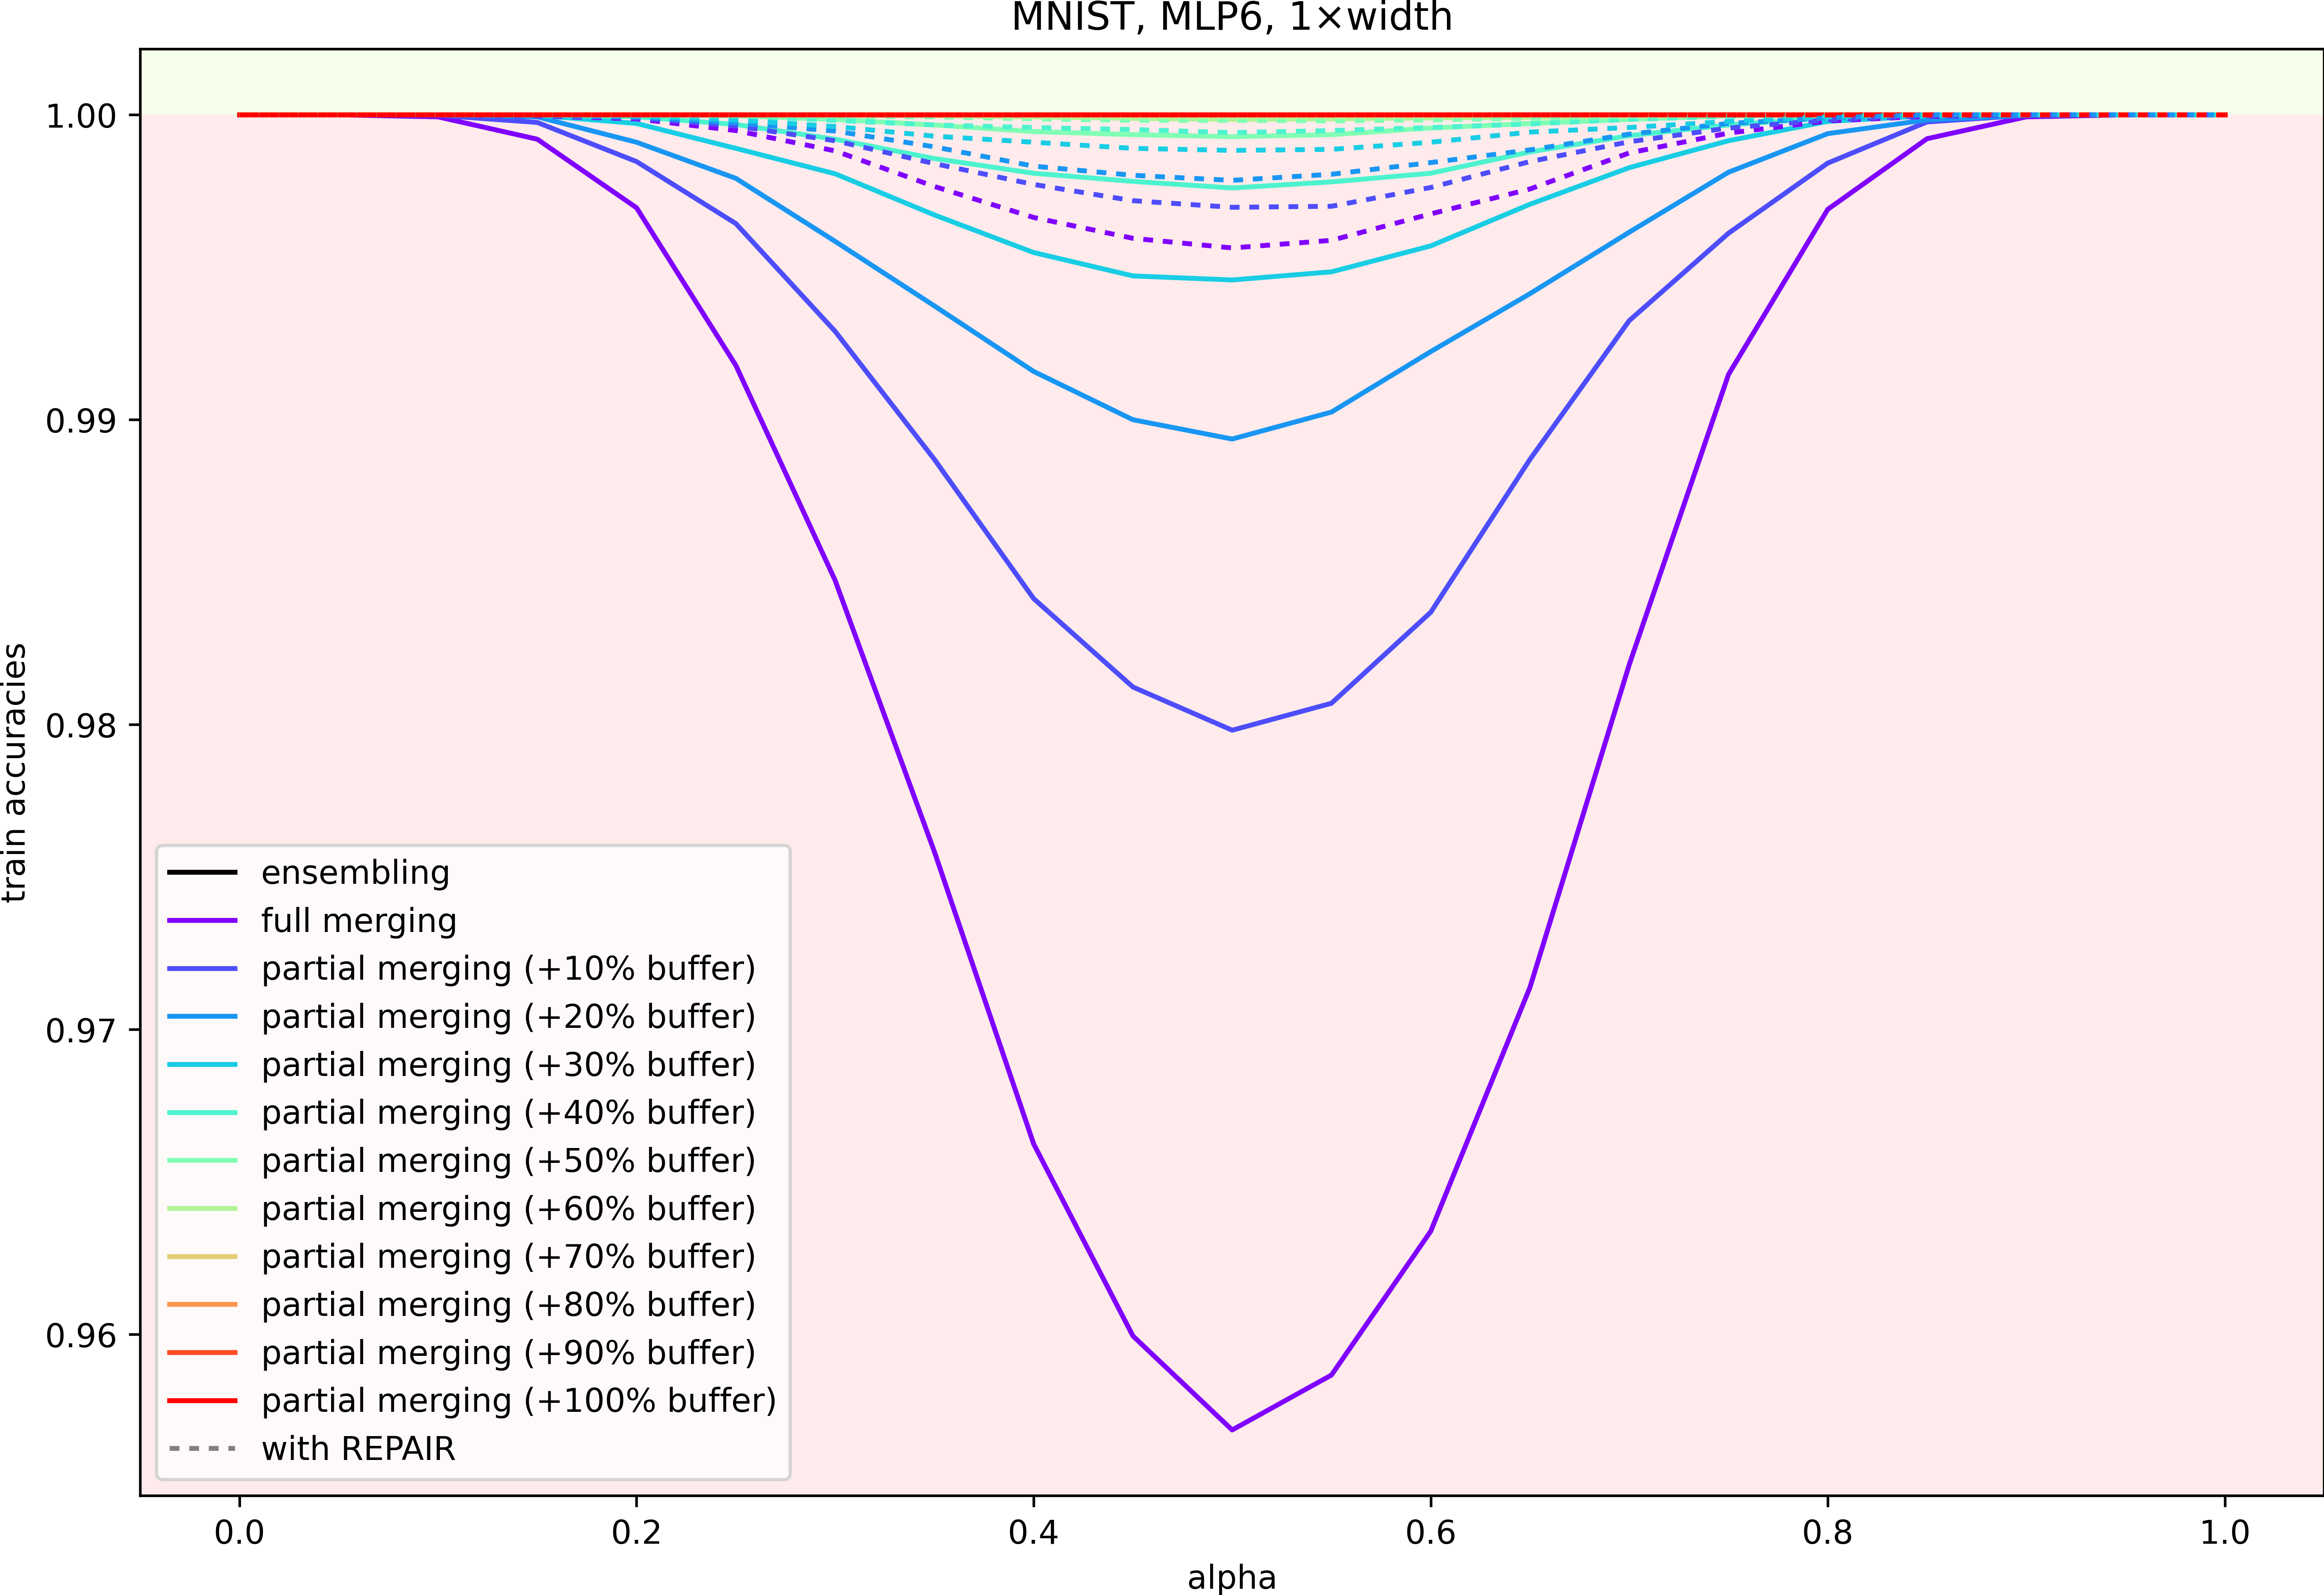 MNIST, MLP6, 1×width
1.00
0.99
0.98
0.97
0.96
train accuracies
ensembling
full merging
partial merging (+10% buffer)
partial merging (+20% buffer)
partial merging (+30% buffer)
partial merging (+40% buffer)
partial merging (+50% buffer)
partial merging (+60% buffer)
partial merging (+70% buffer)
partial merging (+80% buffer)
partial merging (+90% buffer)
partial merging (+100% buffer)
with REPAIR
0.0 0.2 0.4 0.6 0.8 1.0
alpha